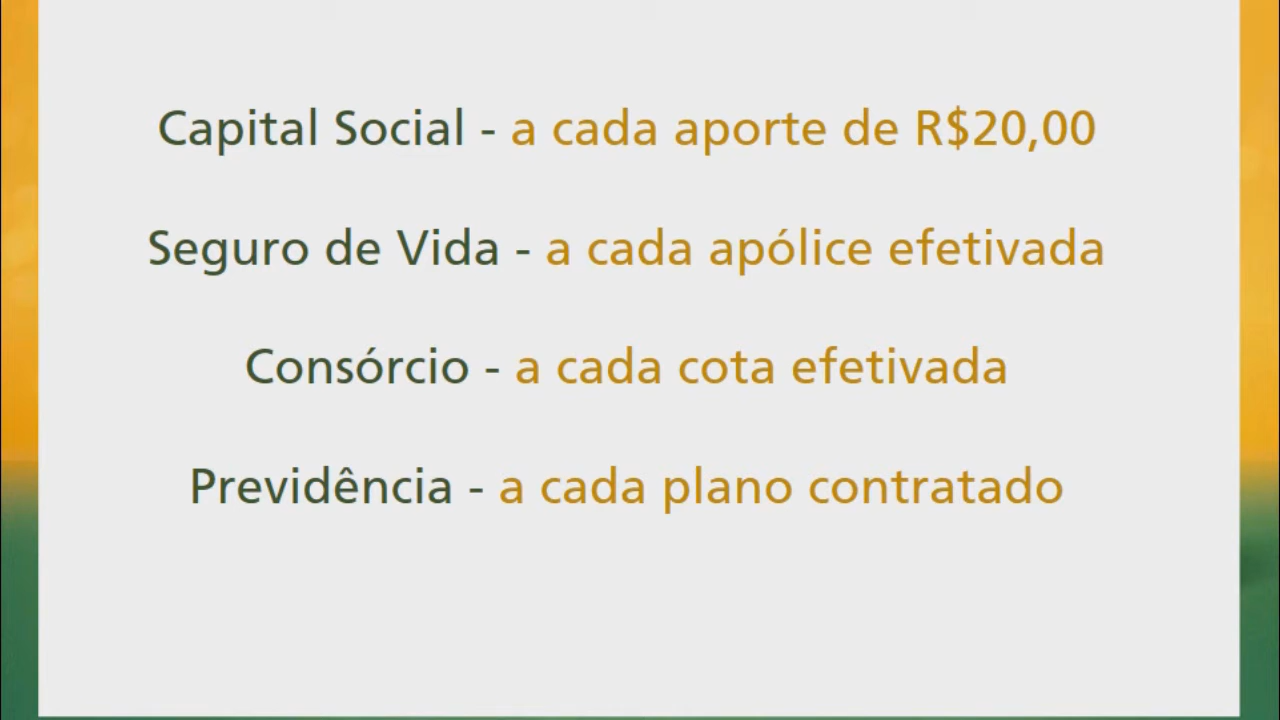 Capital Social - a cada aporte de R$20,00
Seguro de Vida - a cada apólice efetivada
Consórcio - a cada cota efetivada
Previdência - a cada plano contratado